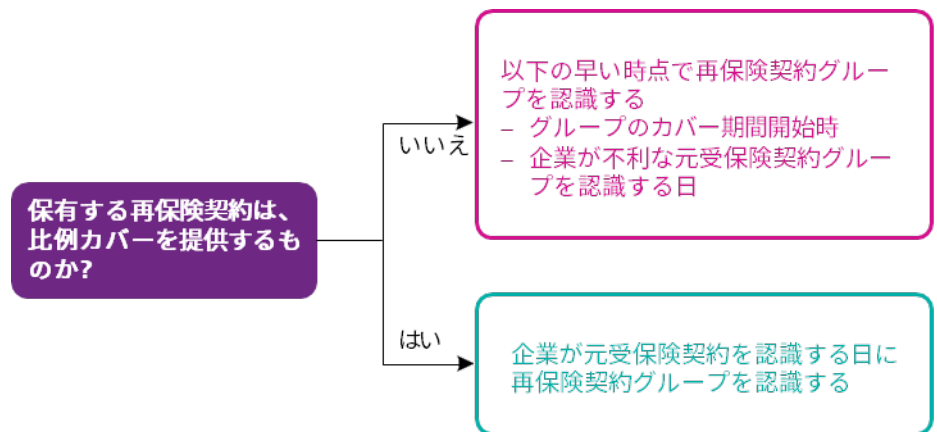 以下の早い時点で再保険契約グルー
プを認識する
– グループのカバー期間開始時
– 企業が不利な元受保険契約グルー
プを認識する日
いいえ
保有する再保険契約は、
比例カバーを提供するも
のか？
はい
企業が元受保険契約を認識する日に
再保険契約グループを認識する